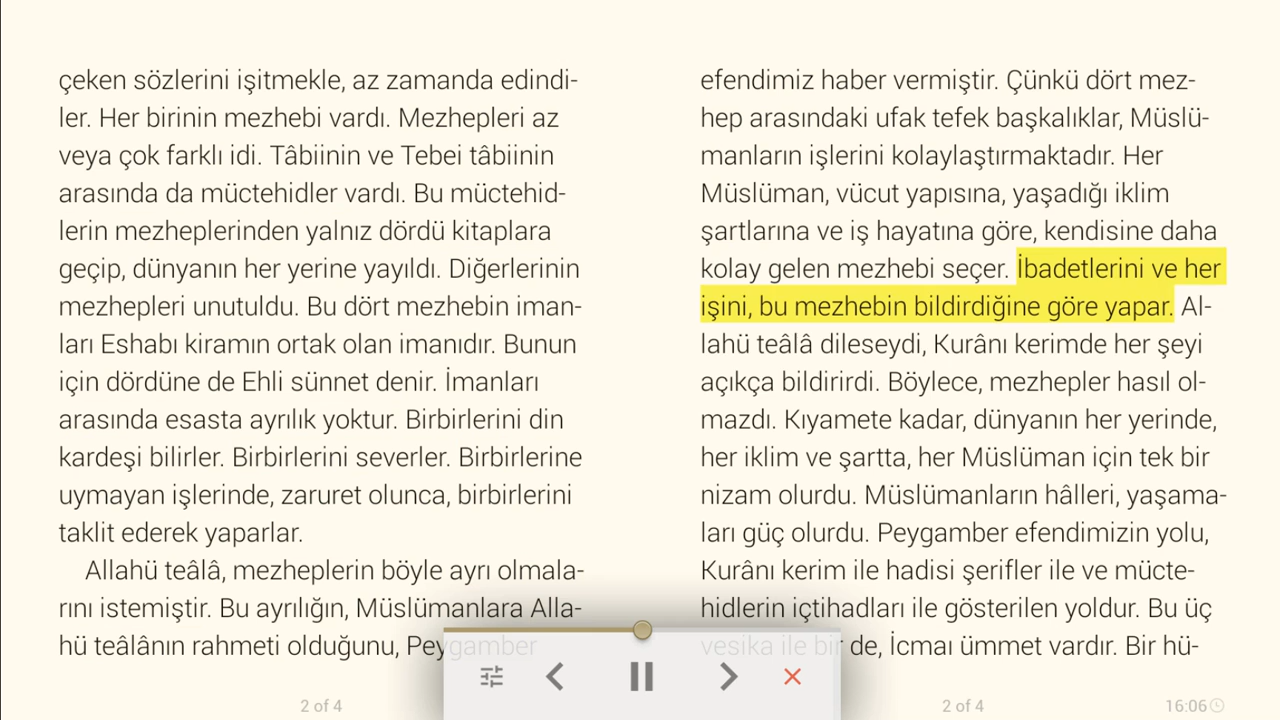 çeken sözlerini işitmekle, az zamanda edindi-
ler. Her birinin mezhebi vardı. Mezhepleri az
veya çok farklı idi. Tâbiinin ve Tebei tâbiinin
arasında da müctehidler vardı. Bu müctehid-
lerin mezheplerinden yalnız dördü kitaplara
geçip, dünyanın her yerine yayıldı. Diğerlerinin
mezhepleri unutuldu. Bu dört mezhebin iman-
ları Eshabı kiramın ortak olan imanıdır. Bunun
için dördüne de Ehli sünnet denir. İmanları
arasında esasta ayrılık yoktur. Birbirlerini din
kardeşi bilirler. Birbirlerini severler. Birbirlerine
uymayan işlerinde, zaruret olunca, birbirlerini
taklit ederek yaparlar.
Allahü teâlâ, mezheplerin böyle ayrı olmala-
rını istemiştir. Bu ayrılığın, Müslümanlara Alla-
hü teâlânın rahmeti olduğunu, Peygamber
2 of 4
efendimiz haber vermiştir. Çünkü dört mez-
hep arasındaki ufak tefek başkalıklar, Müslü-
manların işlerini kolaylaştırmaktadır. Her
Müslüman, vücut yapısına, yaşadığı iklim
şartlarına ve iş hayatına göre, kendisine daha
kolay gelen mezhebi seçer. İbadetlerini ve her
işini, bu mezhebin bildirdiğine göre yapar. Al-
lahü teâlâ dileseydi, Kurânı kerimde her şeyi
açıkça bildirirdi. Böylece, mezhepler hasıl ol-
mazdı. Kıyamete kadar, dünyanın her yerinde,
her iklim ve şartta, her Müslüman için tek bir
nizam olurdu. Müslümanların hâlleri, yaşama-
ları güç olurdu. Peygamber efendimizin yolu,
Kurânı kerim ile hadisi şerifler ile ve mücte-
hidlerin içtihadları ile gösterilen yoldur. Bu üç
vesika ile bir de, İcmaı ümmet vardır. Bir hü-
2 of 4
16:06